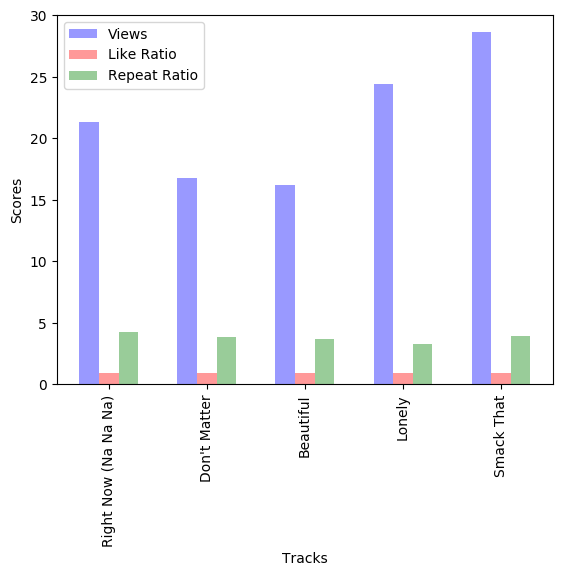 30
25
20
15
10
5
0
Scores
Views
Like Ratio
Repeat Ratio
Right Now (Na Na Na)
Don't Matter
Beautiful
Lonely
Smack That
Tracks